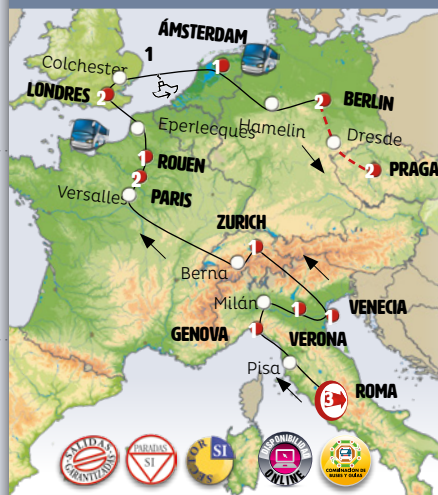 ÁMSTERDAM
1
1
Colchester
LONDRES
2
2
BERLIN
Eperlecques
Hamelin
Dresde
1
ROUEN
2
PRAGA
2
PARIS
Versalles
ZURICH
1
Berna
Milán
VENECIA
1
1
GENOVA
1
VERONA
Pisa
3
ROMA
SALIDAS
GARANTIZADAS
PARADAS
SI
SI
SECTOR
DISPONIBILIDAD
ONLINE
COMBINACIÓN DE
BUSES Y GUÍAS